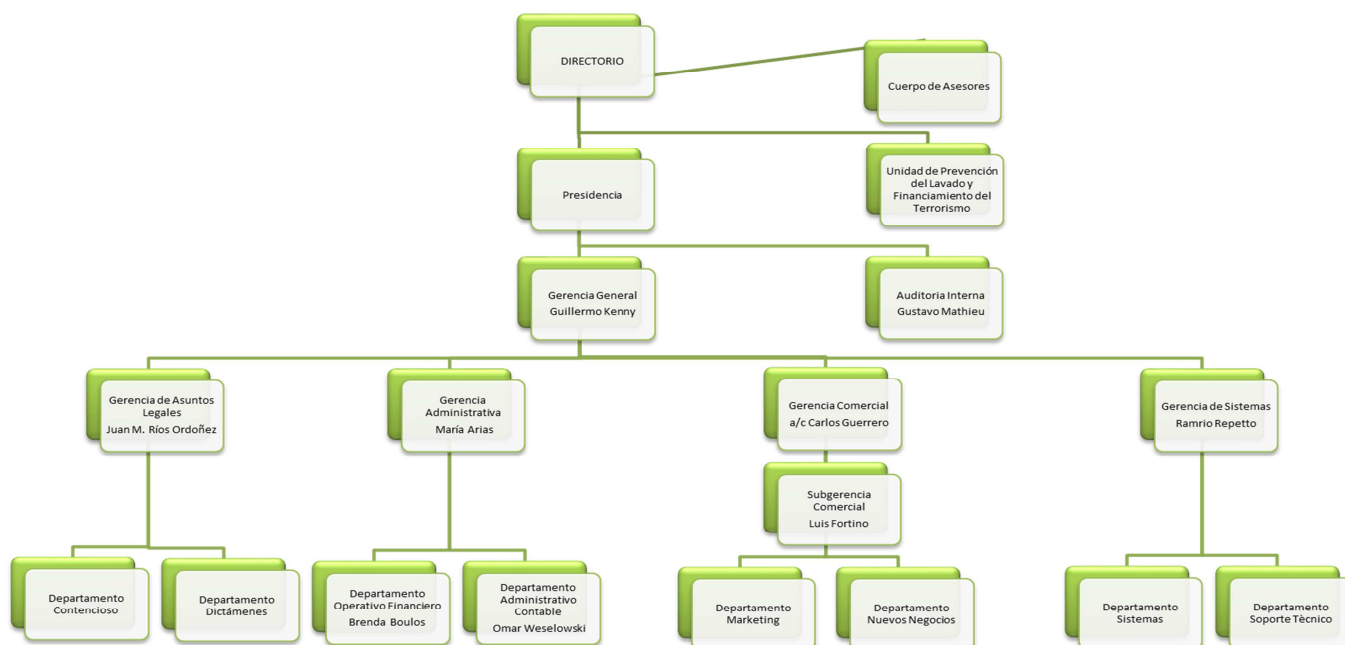 DIRECTORIO
Cuerpo de Asesores
Presidencia
Unidad de Prevención
del Lavado y
Financiamiento del
Terrorismo
Gerencia General
Guillermo Kenny
Auditoria Interna
Gustavo Mathieu
Gerencia de Asuntos
Legales
Juan M. Ríos Ordoñez
Gerencia
Administrativa
María Arias
Gerencia Comercial
a/c Carlos Guerrero
Gerencia de Sistemas
Ramrio Repetto
Subgerencia
Comercial
Luis Fortino
Departamento
Contencioso
Departamento
Dictámenes
Departamento
Operativo Financiero
Brenda Boulos
Departamento
Administrativo
Contable
Omar Weselowski
Departamento
Marketing
Departamento
Nuevos Negocios
Departamento
Sistemas
Departamento
Soporte Tècnico